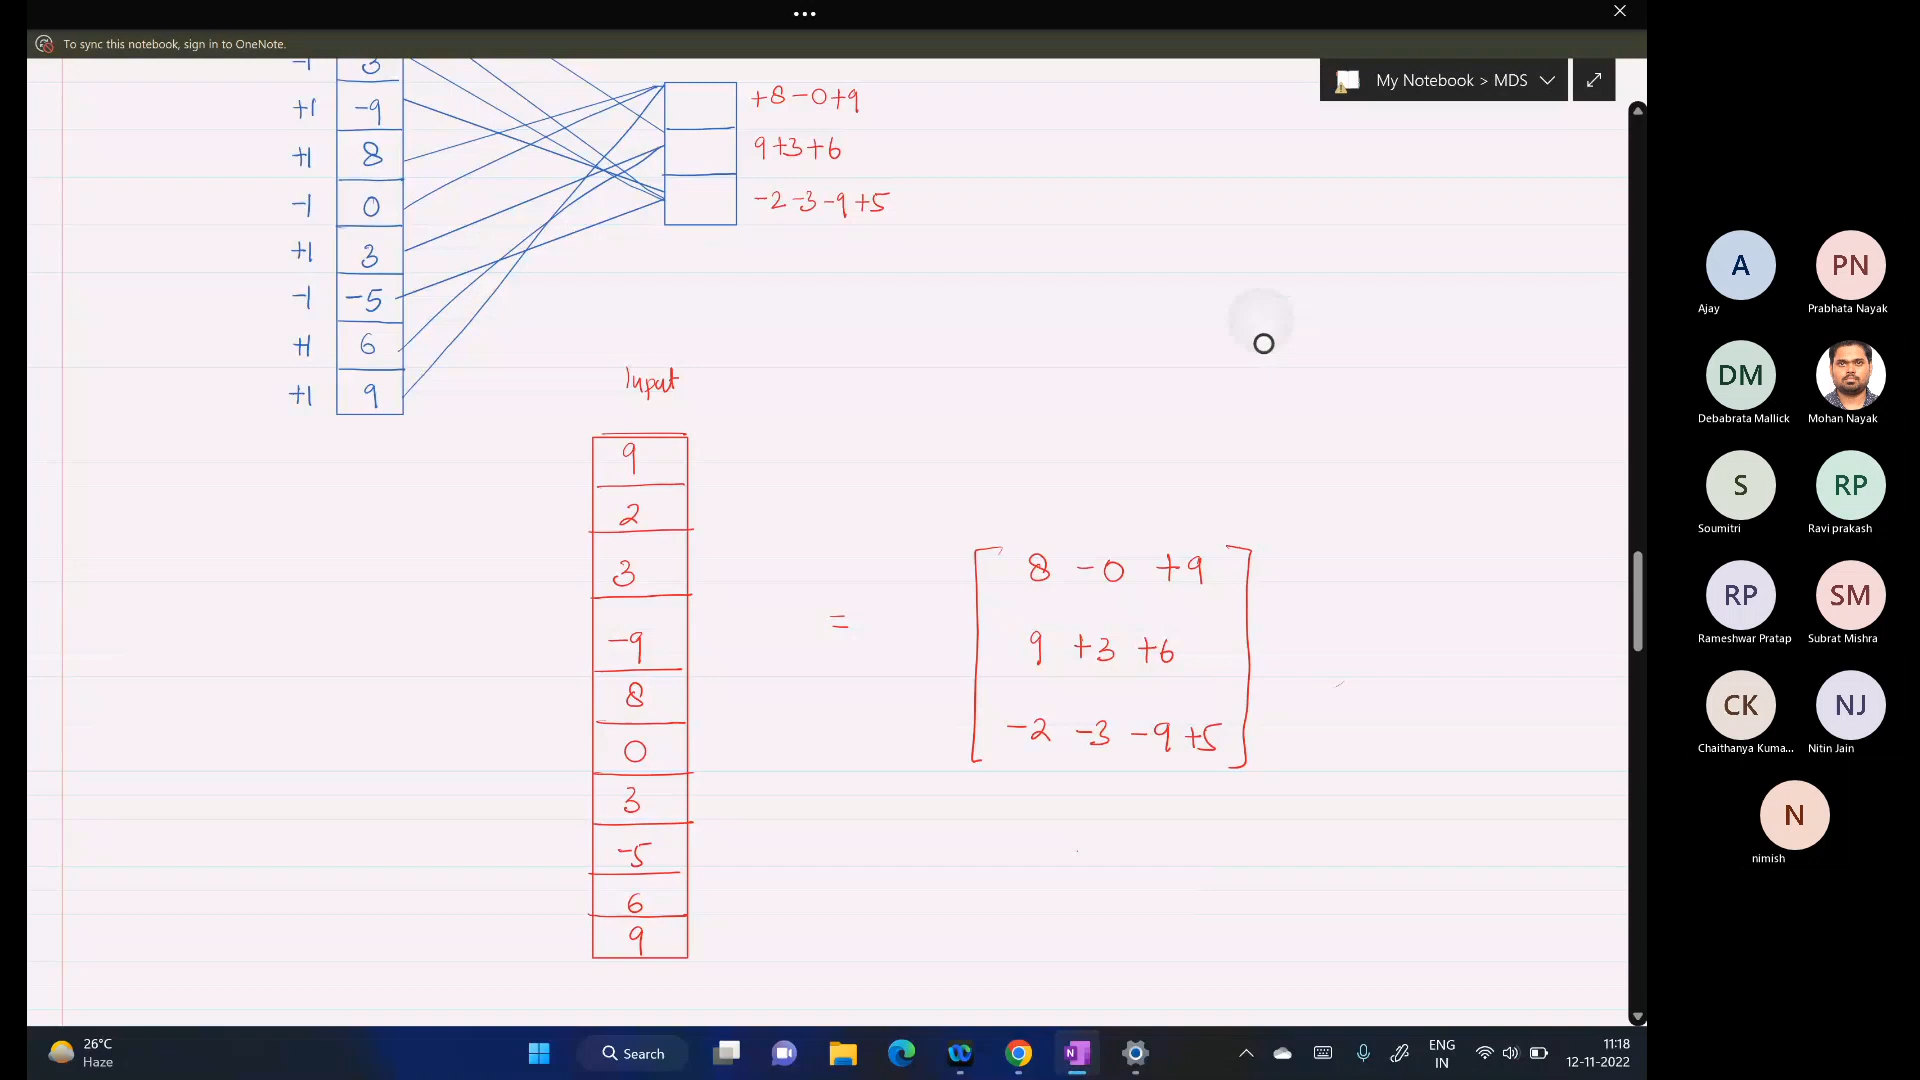 To sync this notebook, sign in to OneNote.
My Notebook > MDS
-1 3
+1 -9
+1 8
-1 0
+1 3
-1 -5
+1 6
+1 9
+8-0+9
9+3+6
-2-3-9+5
Input
9
2
3
-9
8
0
3
-5
6
9
=
8 -0 +9
9 +3 +6
-2 -3 -9 +5
A
Ajay
PN
Prabhata Nayak
DM
Debabrata Mallick
Mohan Nayak
S
Soumitri
RP
Ravi prakash
RP
Rameshwar Pratap
SM
Subrat Mishra
CK
Chaithanya Kuma...
NJ
Nitin Jain
N
nimish
26°C
Haze
Search
ENG
IN
11:18
12-11-2022